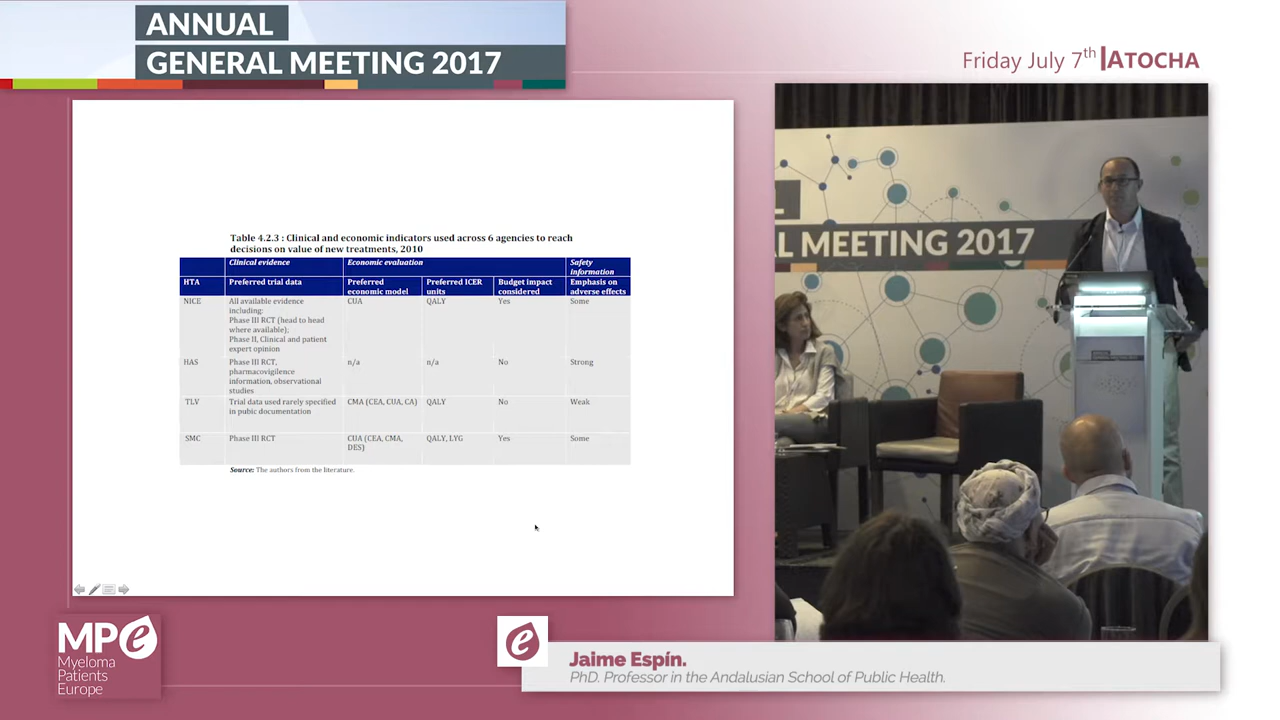 ANNUAL
GENERAL MEETING 2017
Friday July 7th |ATOCHA
Table 4.2.3 : Clinical and economic indicators used across 6 agencies to reach
decisions on value of new treatments, 2010
Clinical evidence Economic evaluation Safety
information
HTA Preferred trial data Preferred
economic model Preferred ICER
units Budget impact
considered Emphasis on
adverse effects
NICE All available evidence
including:
Phase III RCT (head to head
where available);
Phase II, Clinical and patient
expert opinion CUA QALY Yes Some
HAS Phase III RCT,
pharmacovigilence
information, observational
studies n/a n/a No Strong
TLV Trial data used rarely specified
in pubic documentation CMA (CEA, CUA, CA) QALY No Weak
SMC Phase III RCT CUA (CEA, CMA,
DES) QALY, LYG Yes Some
Source: The authors from the literature.
L MEETING 2017
MPe
Myeloma
Patients
Europe
e
Jaime Espín.
PhD. Professor in the Andalusian School of Public Health.